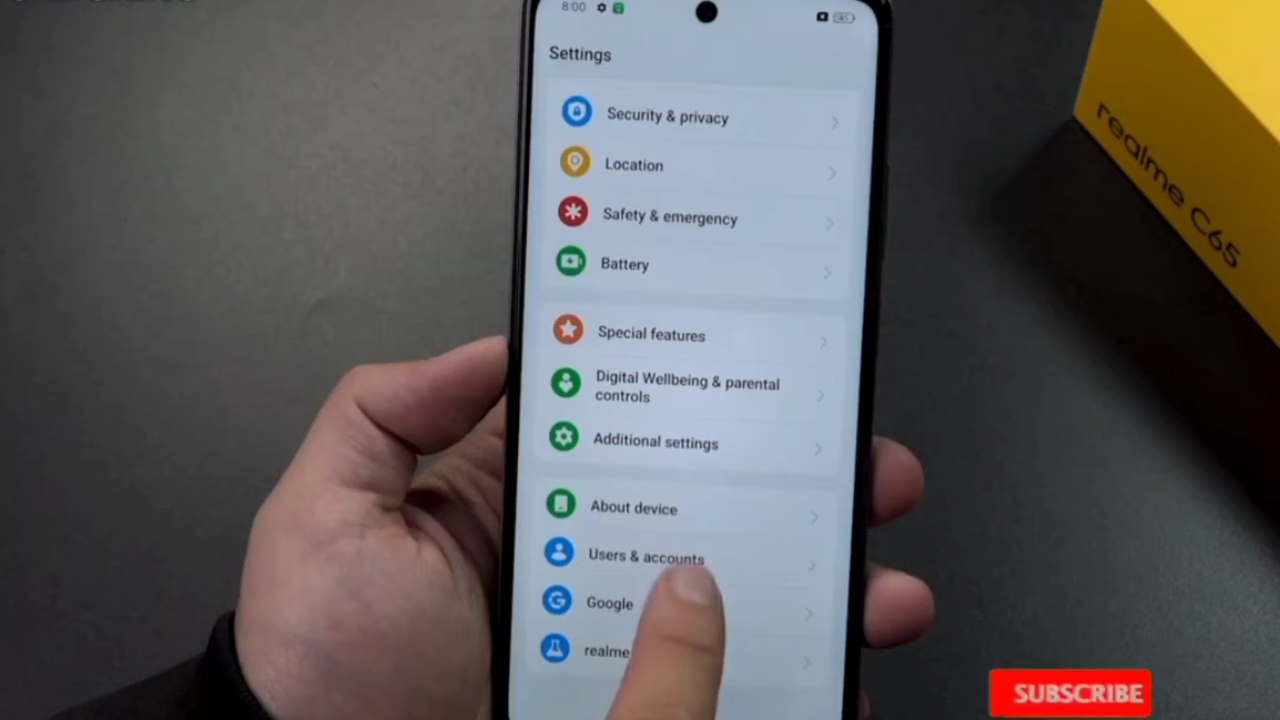 8:00
Settings
Security & privacy
Location
Safety & emergency
Battery
Special features
Digital Wellbeing & parental
controls
Additional settings
About device
Users & accounts
Google
realme
realme C65
SUBSCRIBE